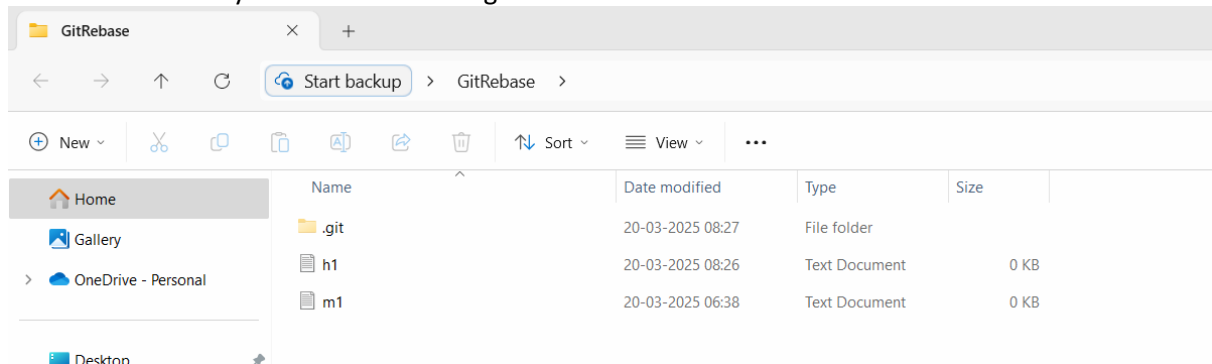 GitRebase
Start backup > GitRebase >
New Sort View ...
Name Date modified Type Size
Home
.git 20-03-2025 08:27 File folder
Gallery
h1 20-03-2025 08:26 Text Document 0 KB
OneDrive - Personal
m1 20-03-2025 06:38 Text Document 0 KB
Desktop